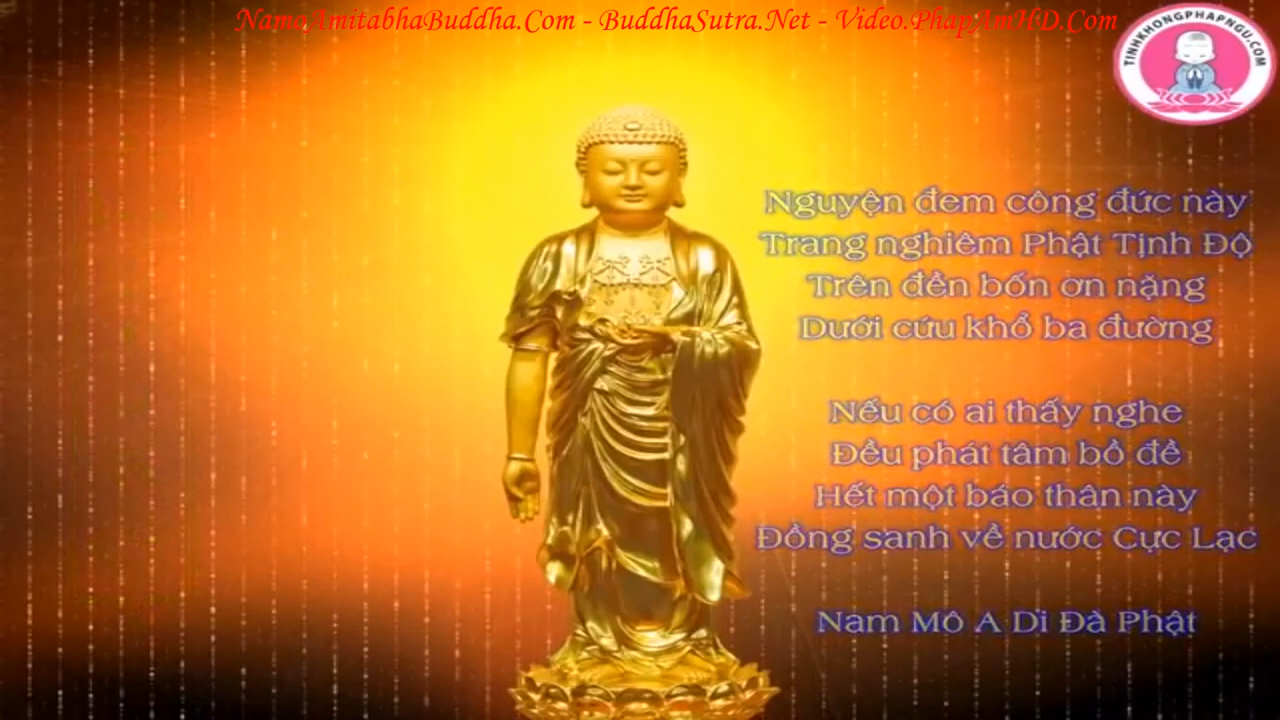 NamoAmitabhaBuddha.Com - BuddhaSutra.Net - Video.PhapAmHD.Com
TINHKHONGPHAPNGU.COM
Nguyện đem công đức này
Trang nghiêm Phật Tịnh Độ
Trên đền bốn ơn nặng
Dưới cứu khổ ba đường
Nếu có ai thấy nghe
Đều phát tâm bồ đề
Hết một báo thân này
Đồng sanh về nước Cực Lạc
Nam Mô A Di Đà Phật